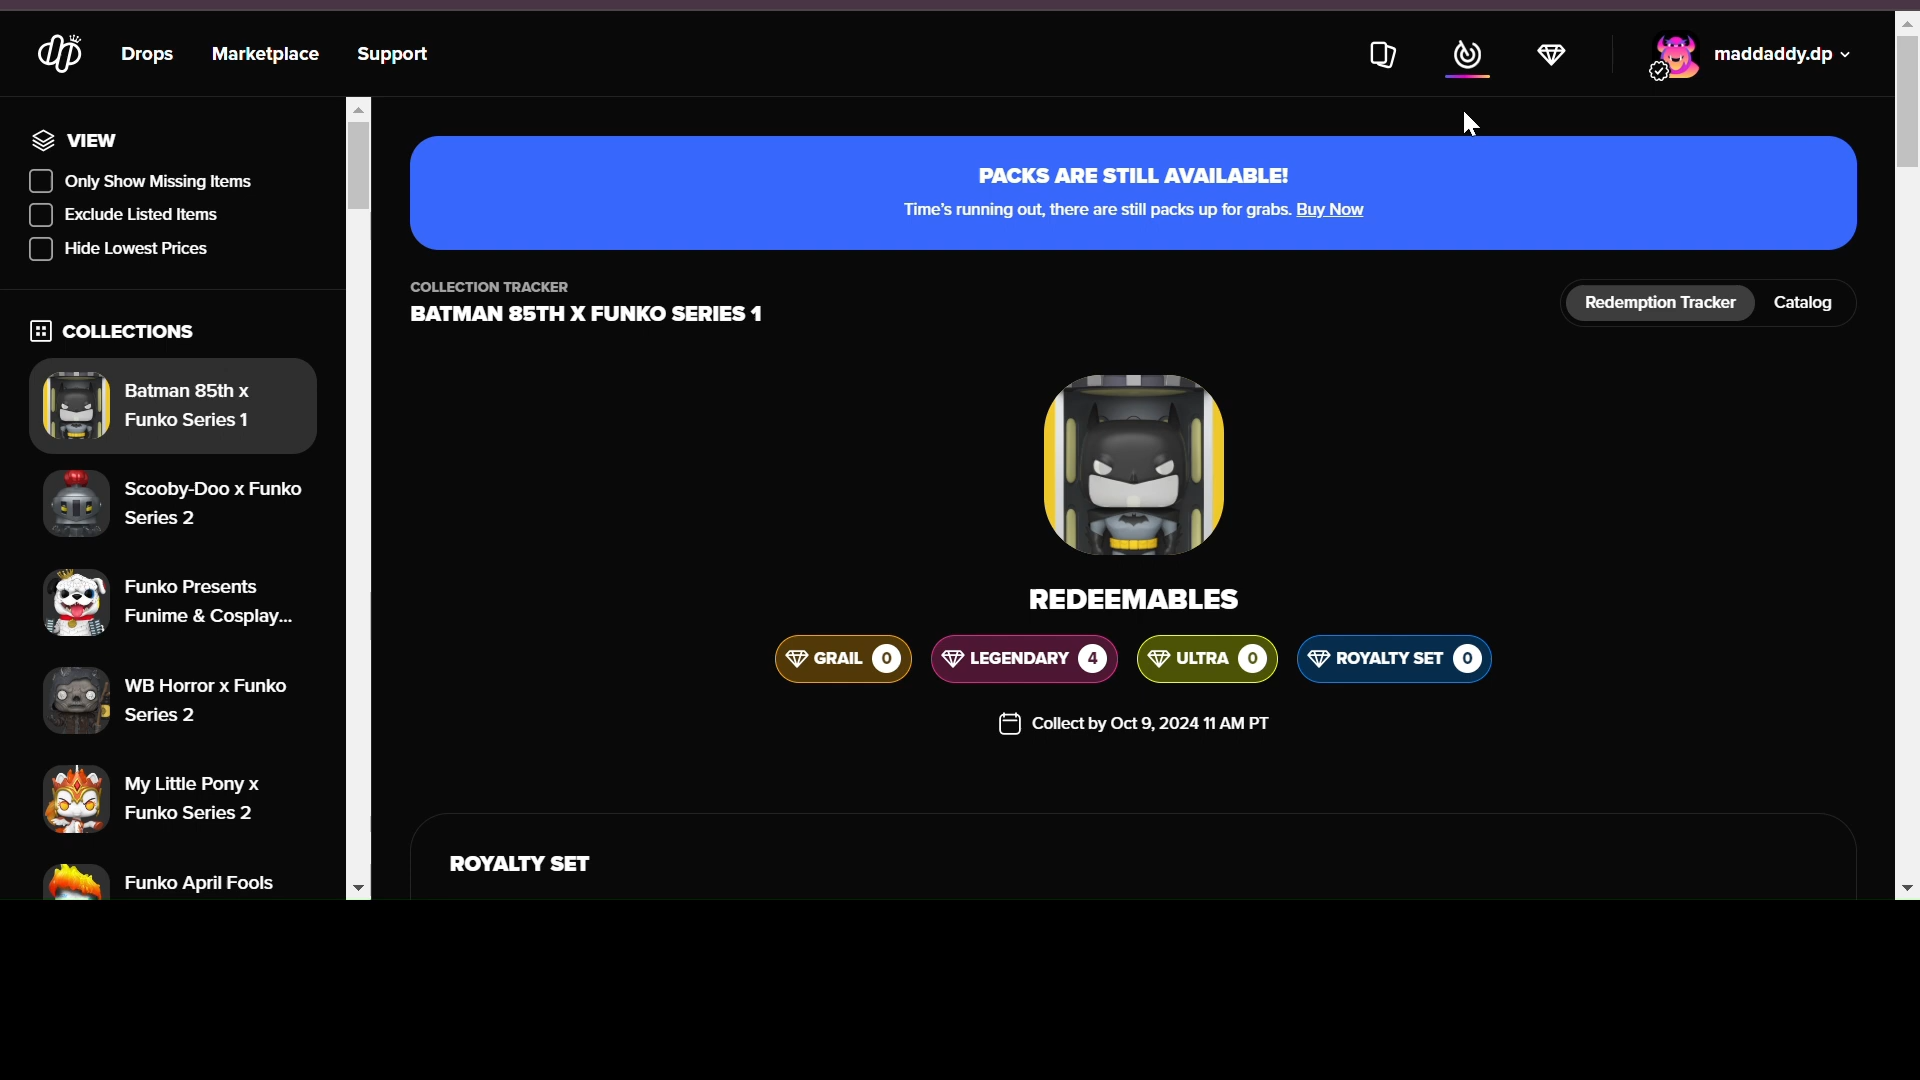 Drops
Marketplace
Support
maddaddy.dp
VIEW
Only Show Missing Items
Exclude Listed Items
Hide Lowest Prices
COLLECTIONS
Batman 85th x
Funko Series 1
Scooby-Doo x Funko
Series 2
Funko Presents
Funime & Cosplay...
WB Horror x Funko
Series 2
My Little Pony x
Funko Series 2
Funko April Fools
PACKS ARE STILL AVAILABLE!
Time's running out, there are still packs up for grabs. Buy Now
COLLECTION TRACKER
BATMAN 85TH X FUNKO SERIES 1
Redemption Tracker
Catalog
REDEEMABLES
GRAIL 0
LEGENDARY 4
ULTRA 0
ROYALTY SET 0
Collect by Oct 9, 2024 11 AM PT
ROYALTY SET